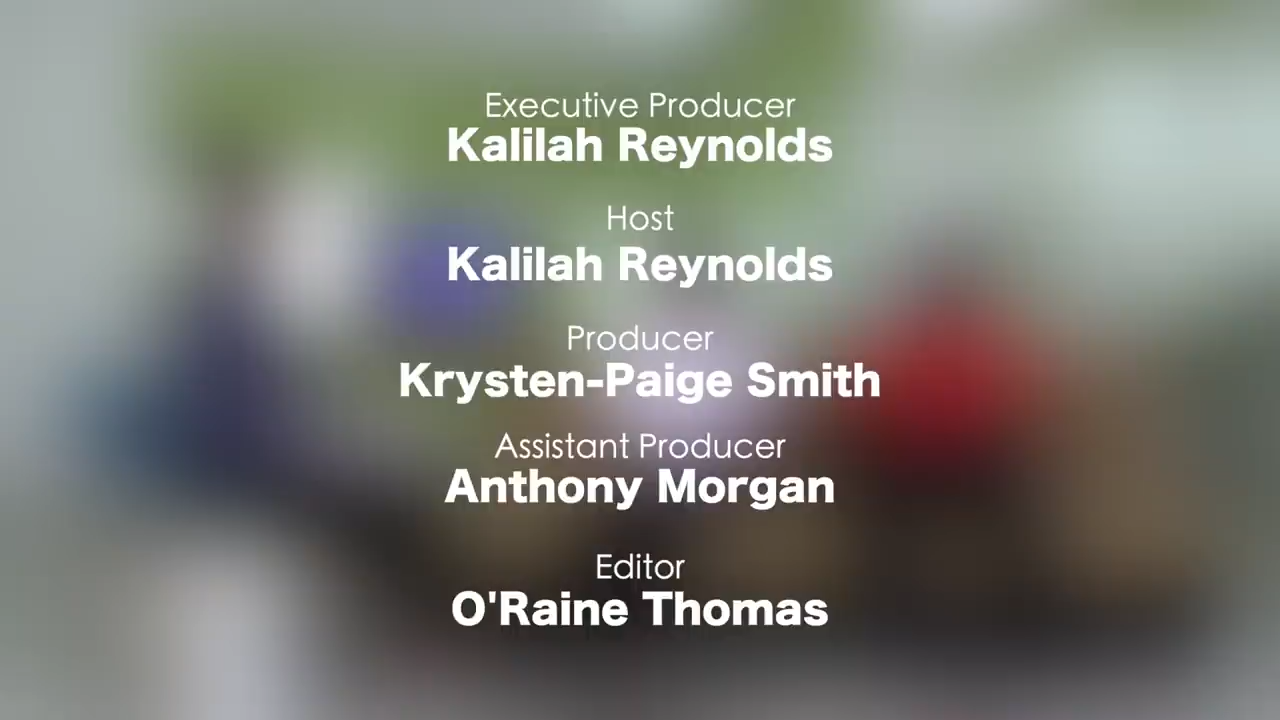 Executive Producer
Kalilah Reynolds
Host
Kalilah Reynolds
Producer
Krysten-Paige Smith
Assistant Producer
Anthony Morgan
Editor
O'Raine Thomas